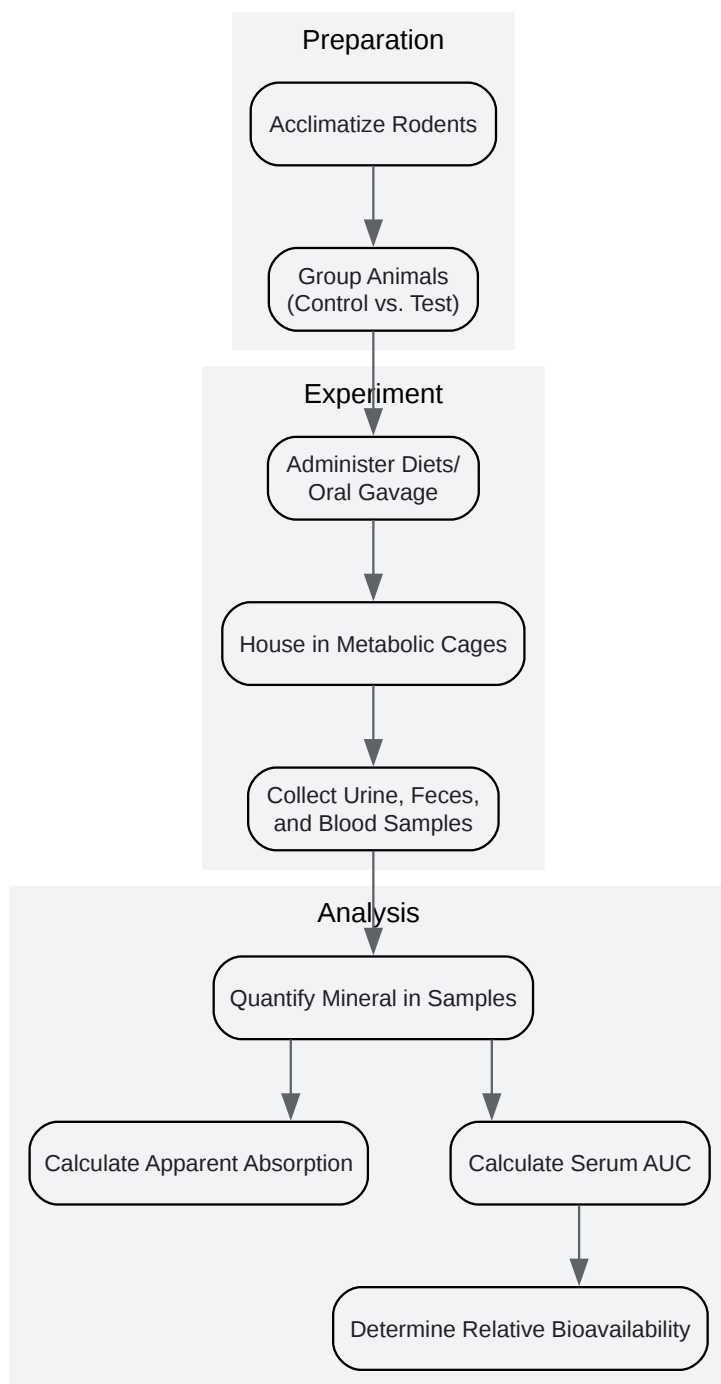 Preparation
Acclimatize Rodents
Group Animals
(Control vs. Test)
Experiment
Administer Diets/
Oral Gavage
House in Metabolic Cages
Collect Urine, Feces,
and Blood Samples
Analysis
Quantify Mineral in Samples
Calculate Apparent Absorption
Calculate Serum AUC
Determine Relative Bioavailability